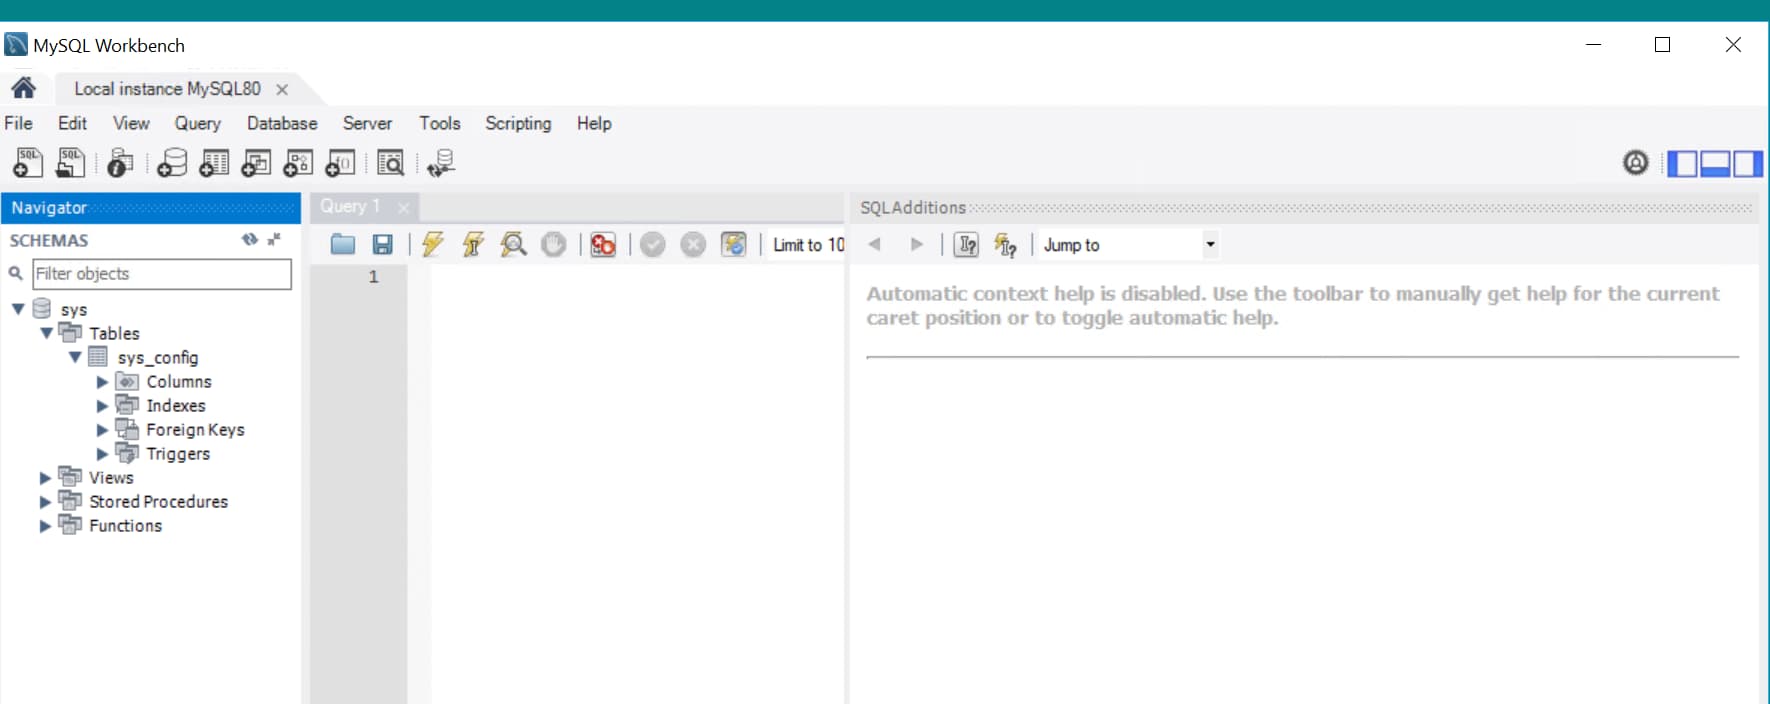 MySQL Workbench
Local instance MySQL80
File Edit View Query Database Server Tools Scripting Help
SQL SQL
Navigator
SCHEMAS
Filter objects
sys
Tables
sys_config
Columns
Indexes
Foreign Keys
Triggers
Views
Stored Procedures
Functions
Query 1
Limit to 10
1
SQLAdditions
Jump to
Automatic context help is disabled. Use the toolbar to manually get help for the current
caret position or to toggle automatic help.